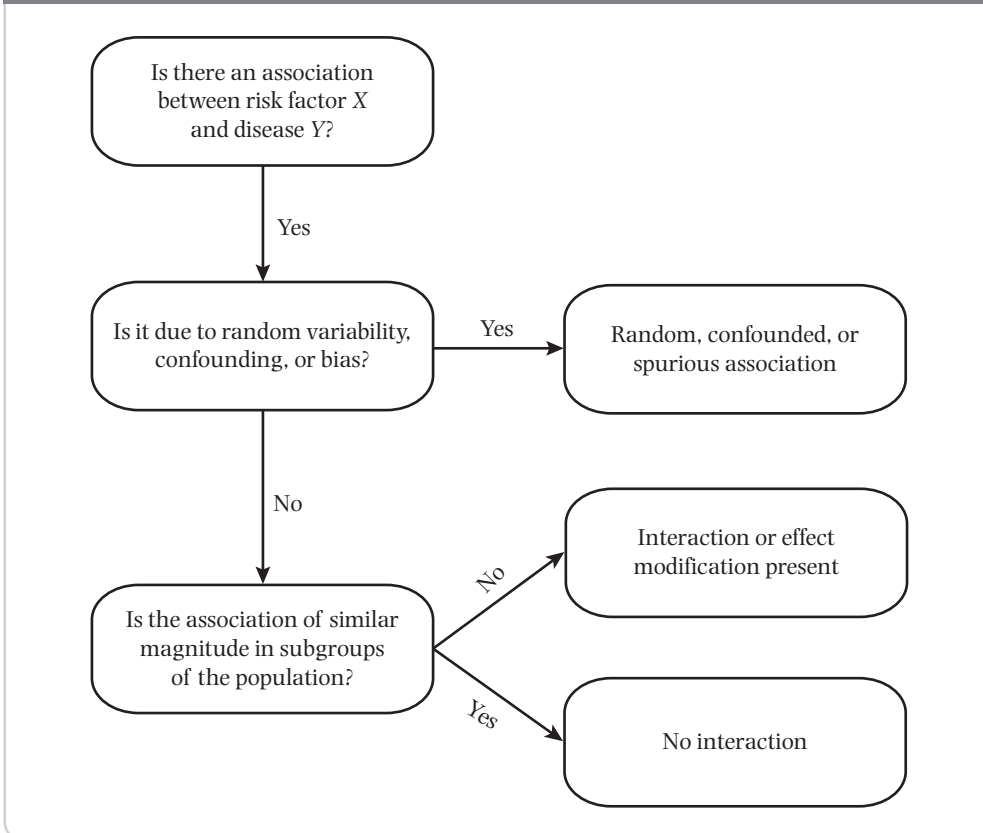 Is there an association
between risk factor X
and disease Y?
Yes
Is it due to random variability,
confounding, or bias?
Yes
Random, confounded, or
spurious association
No
Is the association of similar
magnitude in subgroups
of the population?
No
Interaction or effect
modification present
Yes
No interaction